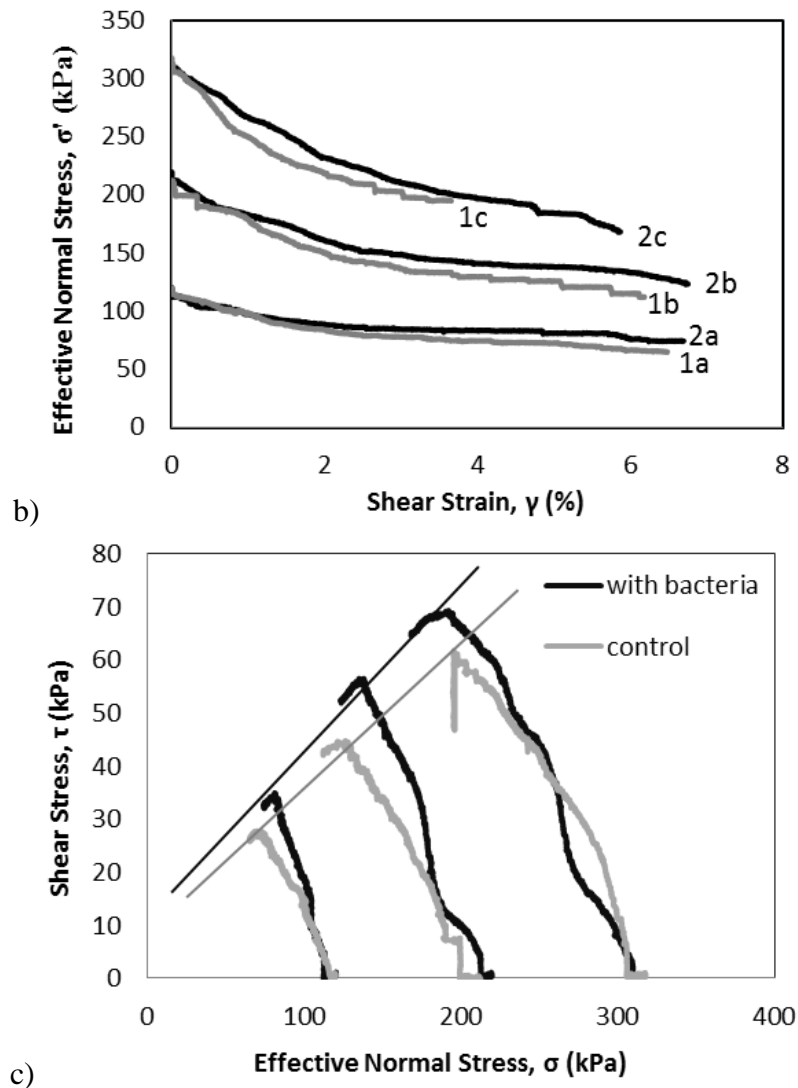 350
300
250
200
150
100
50
0
Effective Normal Stress, σ' (kPa)
1c
2c
1b
2b
2a
1a
0 2 4 6 8
Shear Strain, γ (%)
b)
80
70
60
50
40
30
20
10
0
Shear Stress, τ (kPa)
with bacteria
control
0 100 200 300 400
Effective Normal Stress, σ (kPa)
c)